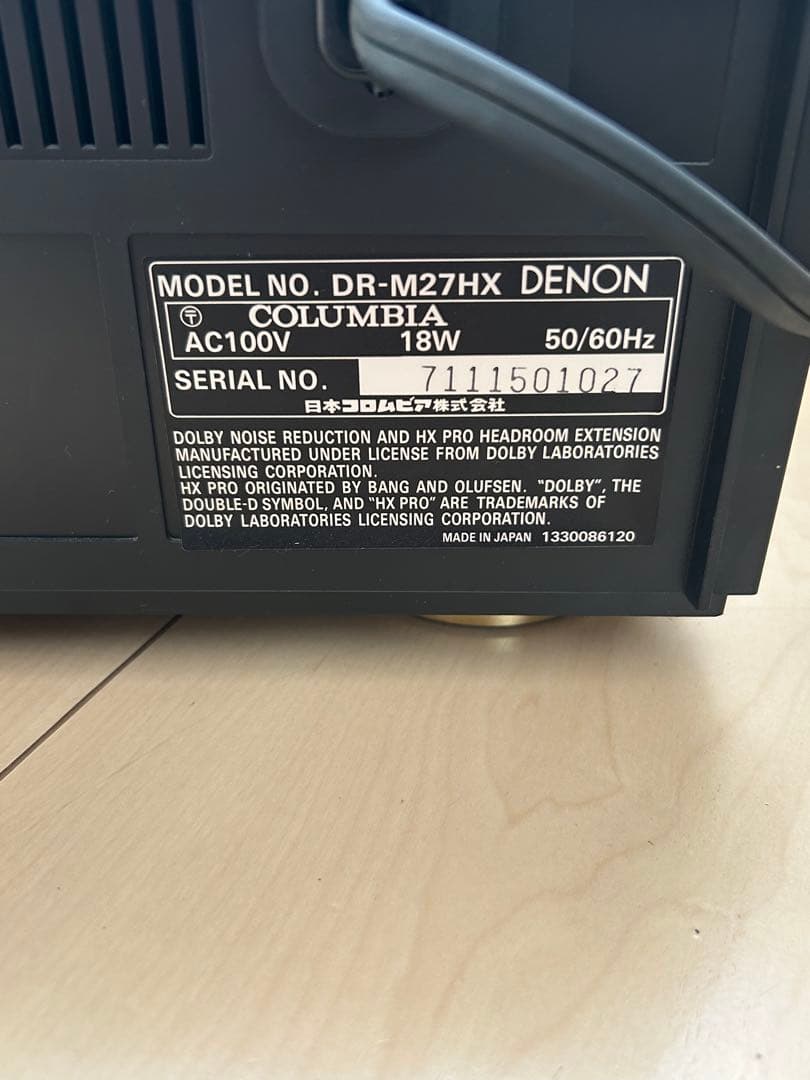 MODEL NO. DR-M27HX DENON
〒 COLUMBIA
AC100V 18W 50/60Hz
SERIAL NO. 7111501027
日本コロムビア株式会社
DOLBY NOISE REDUCTION AND HX PRO HEADROOM EXTENSION
MANUFACTURED UNDER LICENSE FROM DOLBY LABORATORIES
LICENSING CORPORATION.
HX PRO ORIGINATED BY BANG AND OLUFSEN. “DOLBY”, THE
DOUBLE-D SYMBOL, AND “HX PRO” ARE TRADEMARKS OF
DOLBY LABORATORIES LICENSING CORPORATION.
MADE IN JAPAN 1330086120